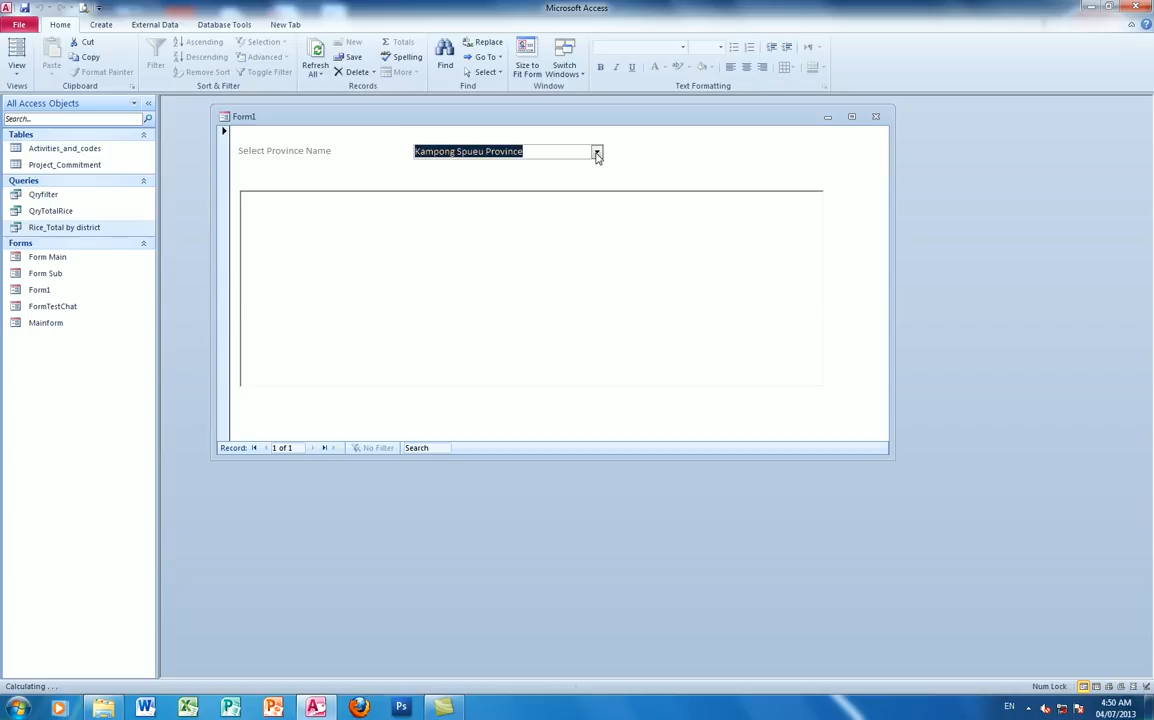 Microsoft Access
File Home Create External Data Database Tools New Tab
View
Views
Paste
Cut
Copy
Format Painter
Clipboard
Filter
Ascending
Descending
Remove Sort
Selection
Advanced
Toggle Filter
Sort & Filter
Refresh
All
New
Save
Delete
Totals
Spelling
More
Records
Find
Replace
Go To
Select
Find
Size to
Fit Form
Switch
Windows
Window
B I U
A
Text Formatting
All Access Objects
Search...
Tables
Activities_and_codes
Project_Commitment
Queries
Qryfilter
QryTotalRice
Rice_Total by district
Forms
Form Main
Form Sub
Form1
FormTestChat
Mainform
Form1
Select Province Name
Kampong Spueu Province
Record: 1 of 1 No Filter Search
Calculating . . .
Num Lock
EN
4:50 AM
04/07/2013